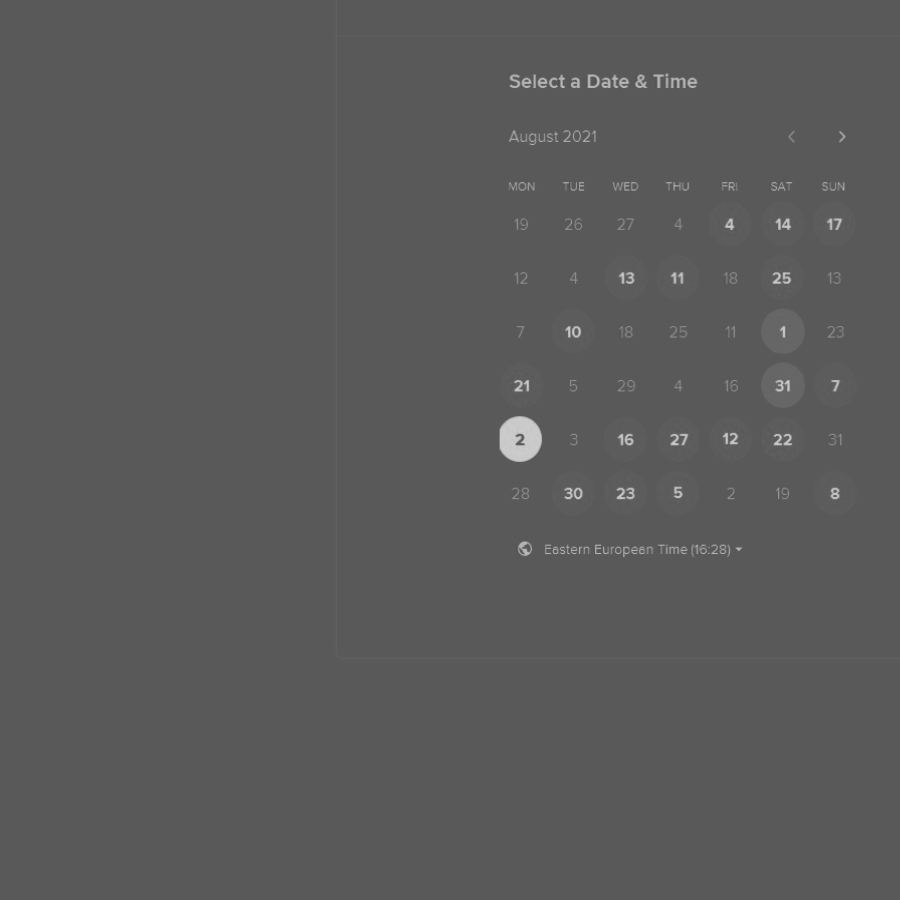 Select a Date & Time
August 2021
MON TUE WED THU FRI SAT SUN
19 26 27 4 4 14 17
12 4 13 11 18 25 13
7 10 18 25 11 1 23
21 5 29 4 16 31 7
2 3 16 27 12 22 31
28 30 23 5 2 19 8
Eastern European Time (16:28)